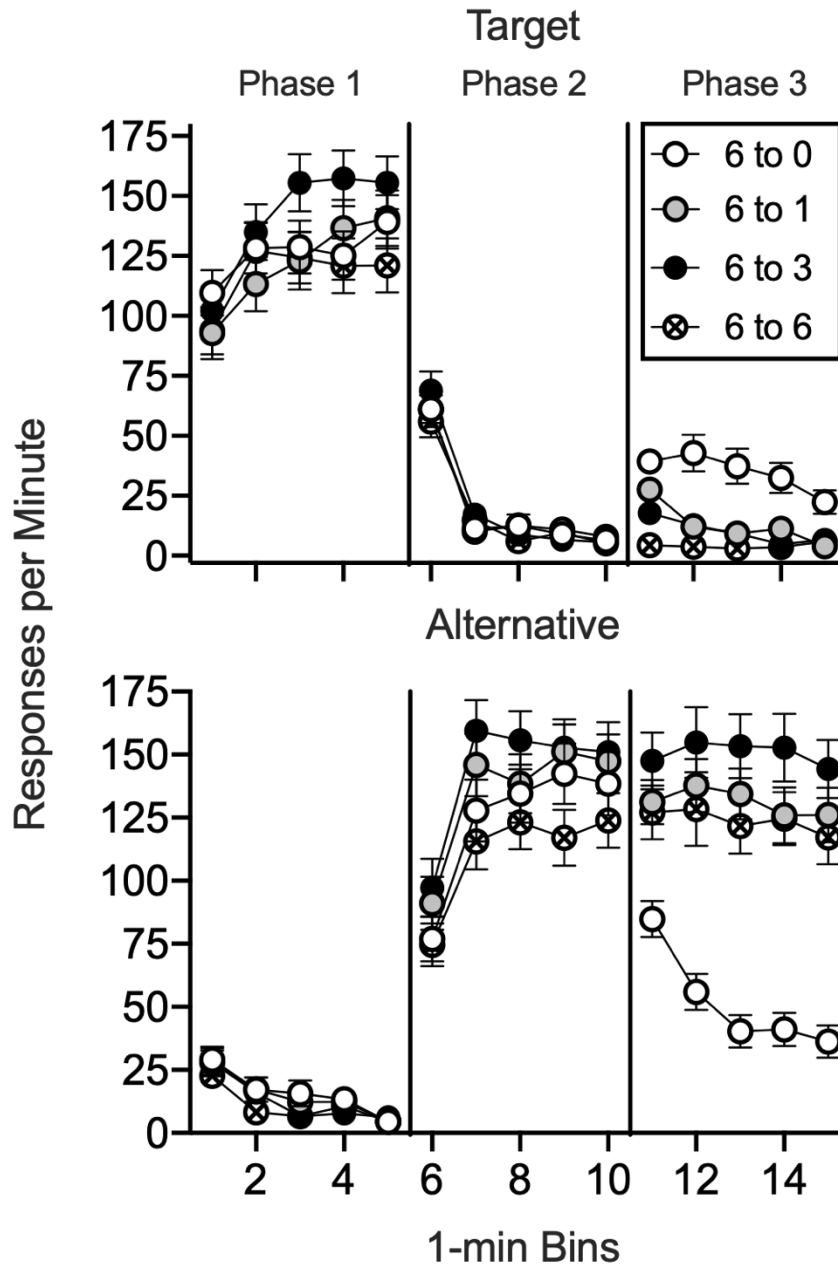 Target
Phase 1 Phase 2 Phase 3
175
150
125
100
75
50
25
0
6 to 0
6 to 1
6 to 3
6 to 6
Responses per Minute
Alternative
175
150
125
100
75
50
25
0
2 4 6 8 10 12 14
1-min Bins